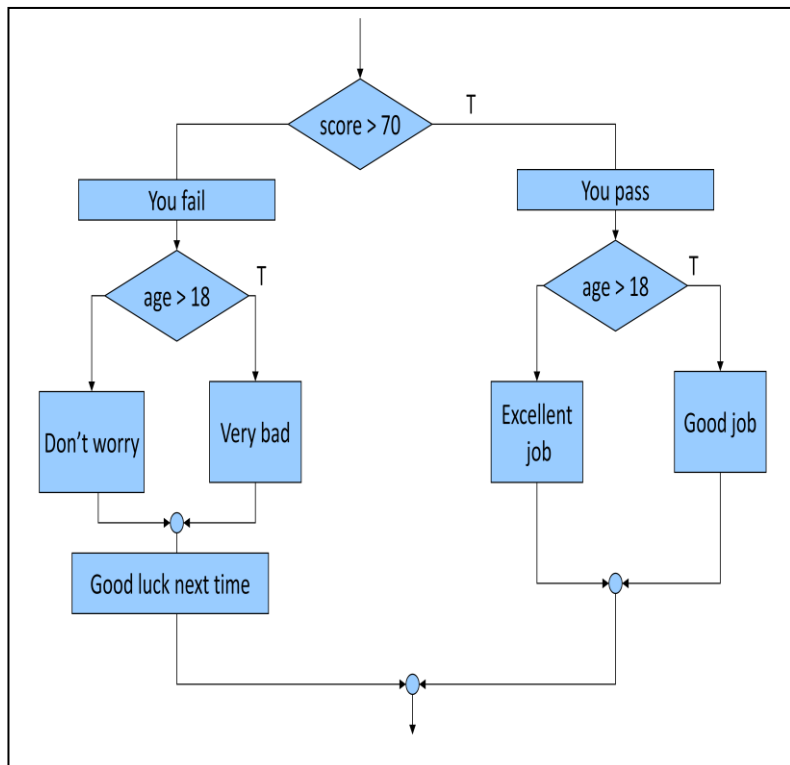 T
score > 70
You fail
You pass
age > 18
T
age > 18
T
Don’t worry
Very bad
Excellent
job
Good job
Good luck next time